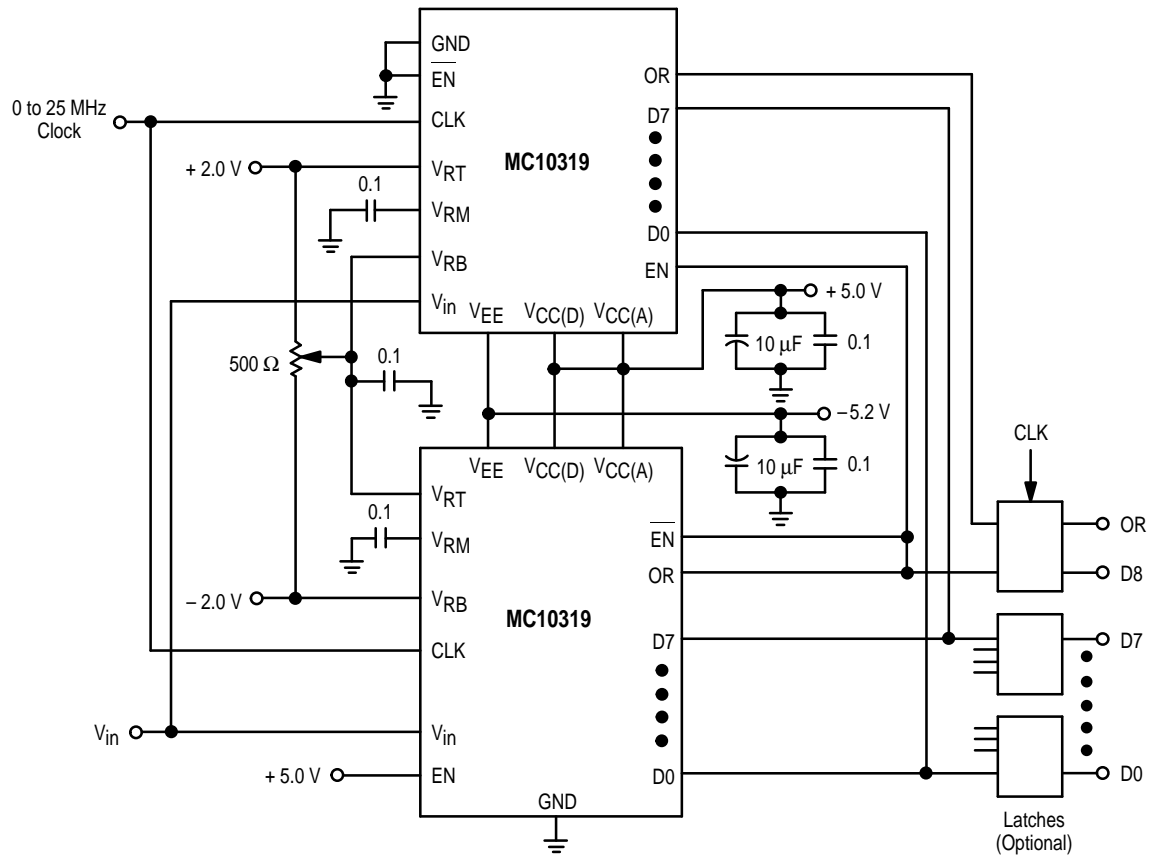 GND
EN
OR
0 to 25 MHz
Clock
CLK
D7
+ 2.0 V
VRT
MC10319
0.1
VRM
D0
VRB
EN
Vin
VEE
VCC(D)
VCC(A)
+ 5.0 V
10 µF
0.1
500 Ω
0.1
– 5.2 V
CLK
VEE
VCC(D)
VCC(A)
10 µF
0.1
VRT
0.1
VRM
EN
OR
OR
D8
– 2.0 V
VRB
MC10319
CLK
D7
D7
Vin
Vin
+ 5.0 V
EN
D0
D0
GND
Latches
(Optional)